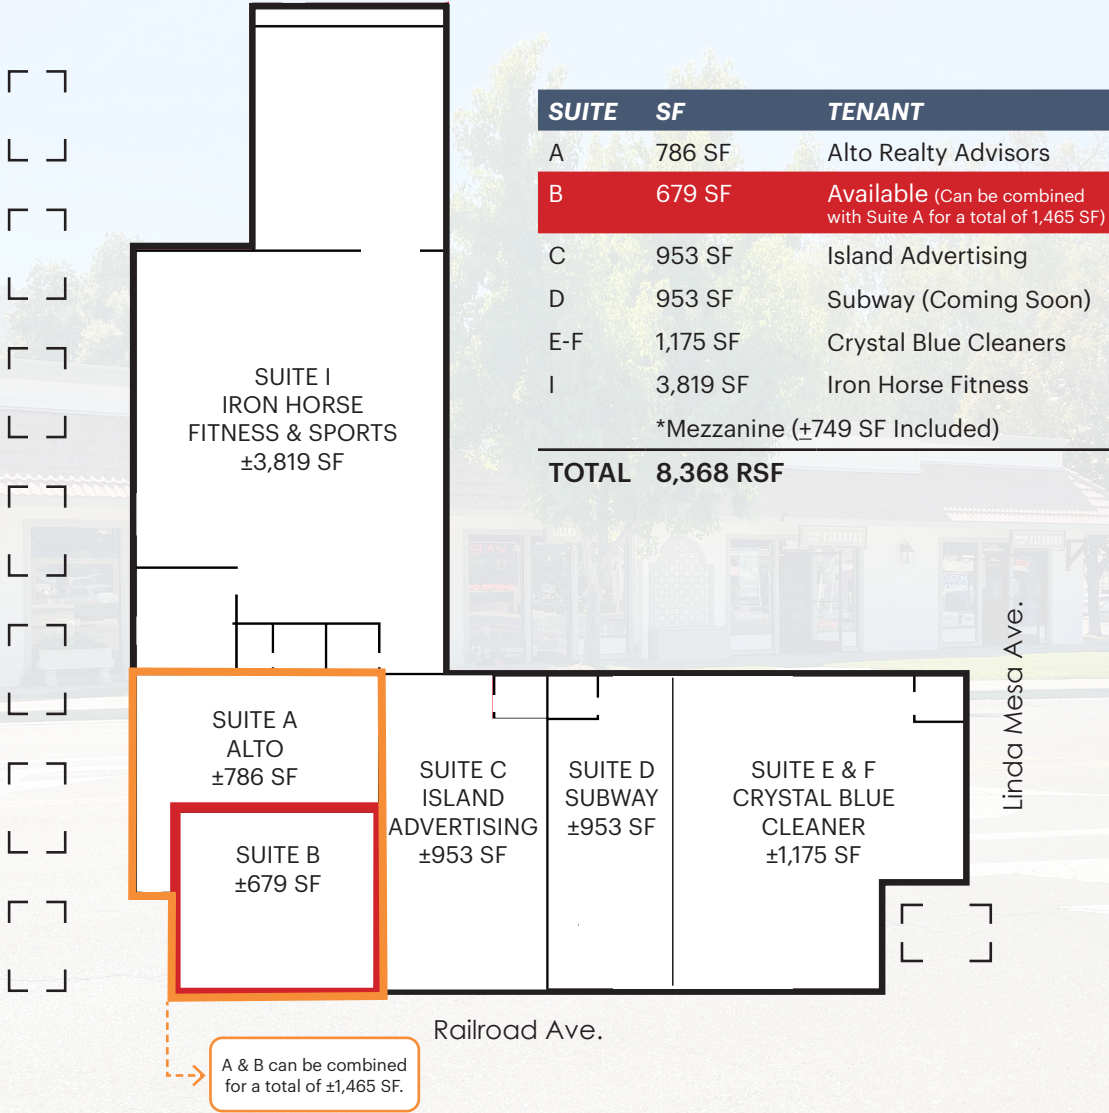 SUITE SF TENANT
A 786 SF Alto Realty Advisors
B 679 SF Available (Can be combined
with Suite A for a total of 1,465 SF)
C 953 SF Island Advertising
D 953 SF Subway (Coming Soon)
E-F 1,175 SF Crystal Blue Cleaners
I 3,819 SF Iron Horse Fitness
*Mezzanine (±749 SF Included)
TOTAL 8,368 RSF
SUITE I
IRON HORSE
FITNESS & SPORTS
±3,819 SF
SUITE A
ALTO
±786 SF
SUITE B
±679 SF
SUITE C
ISLAND
ADVERTISING
±953 SF
SUITE D
SUBWAY
±953 SF
SUITE E & F
CRYSTAL BLUE
CLEANER
±1,175 SF
Linda Mesa Ave.
Railroad Ave.
A & B can be combined
for a total of ±1,465 SF.